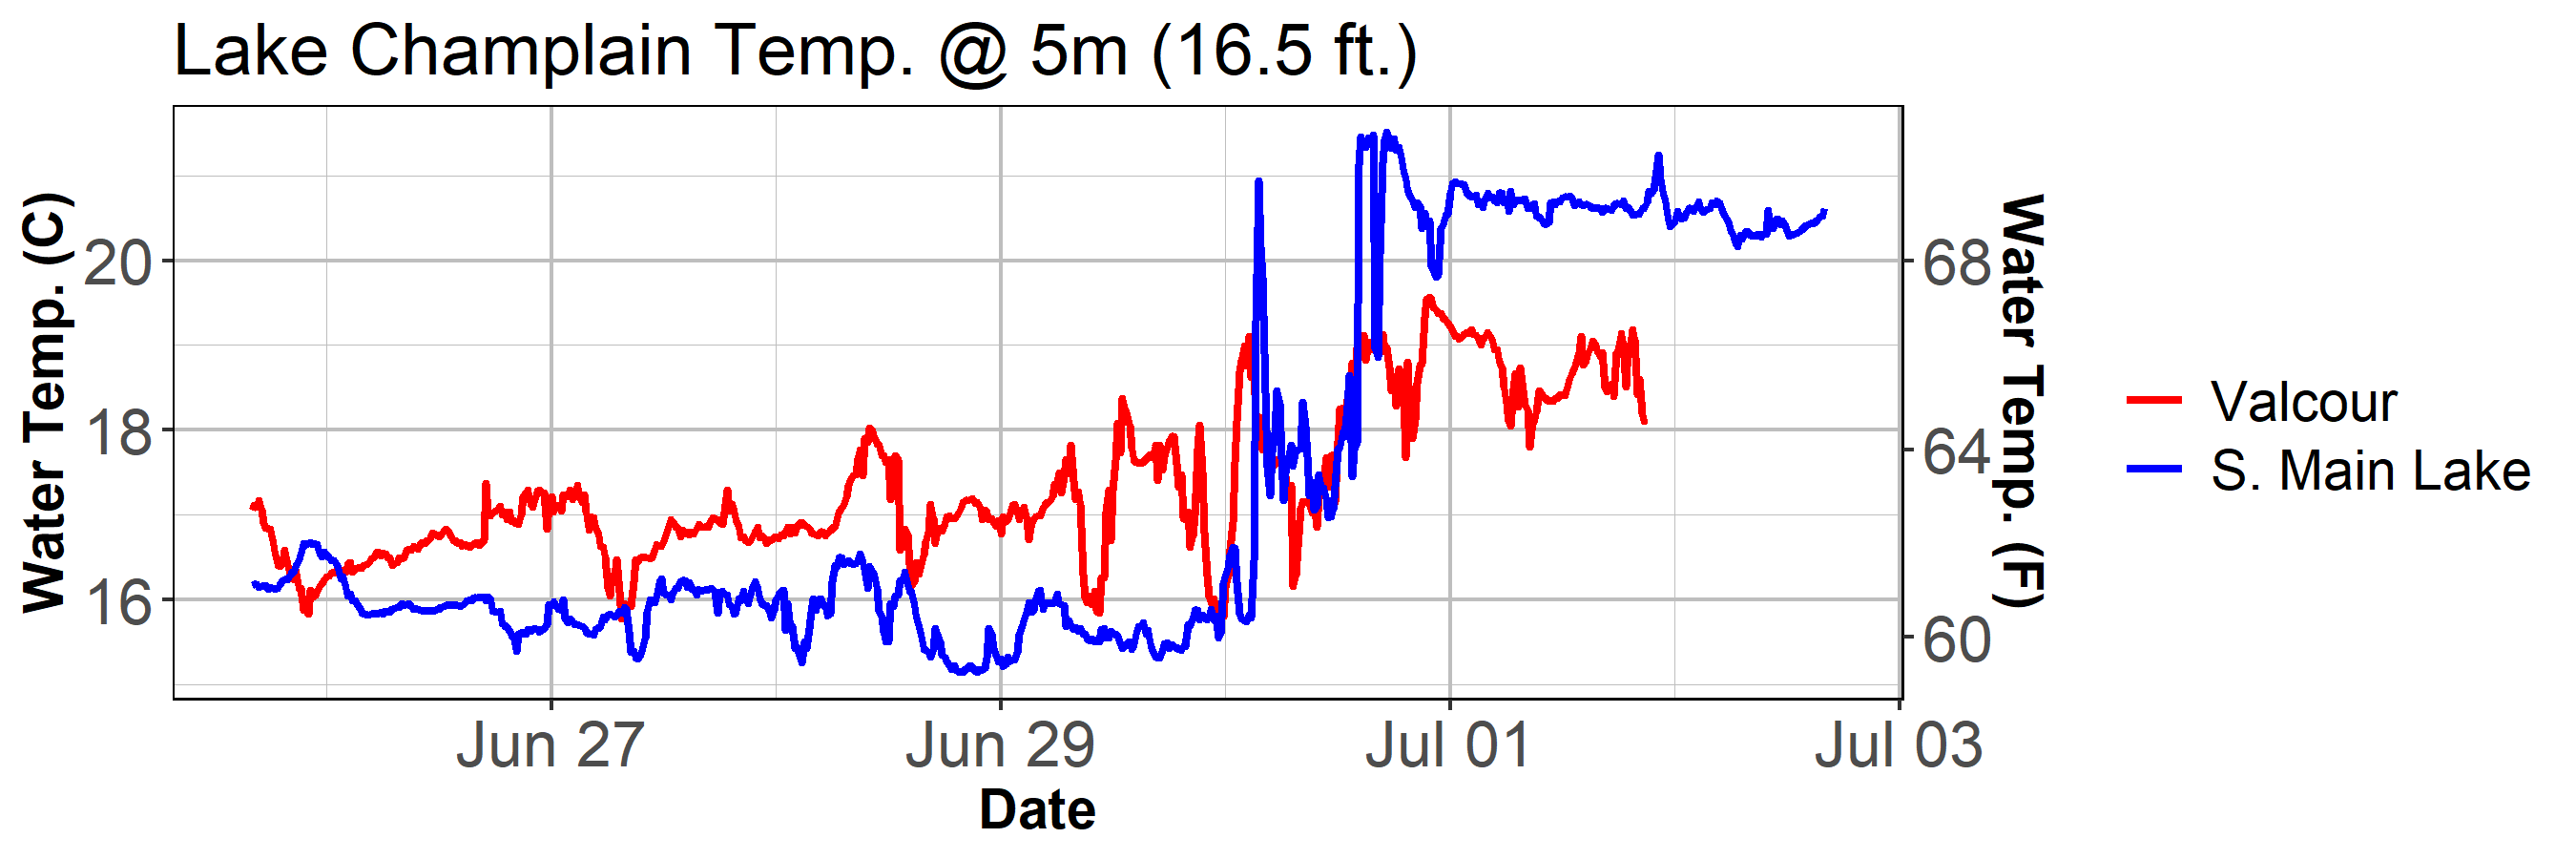 Lake Champlain Temp. @ 5m (16.5 ft.)
Water Temp. (C)
20
18
16
68
64
60
Water Temp. (F)
Jun 27
Jun 29
Jul 01
Jul 03
Date
Valcour
S. Main Lake